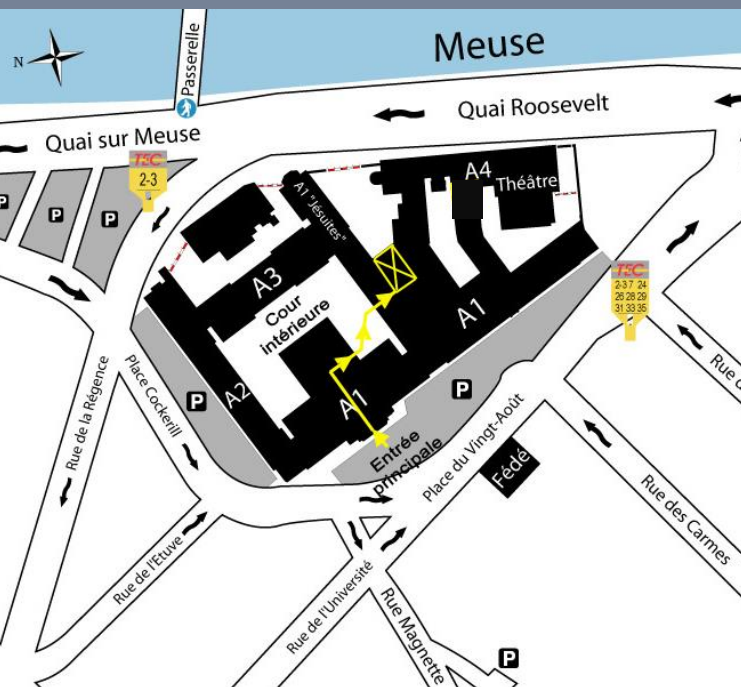 Meuse
N
Passerelle
Quai Roosevelt
Quai sur Meuse
TEC
2-3
P
P
P
A4
Théâtre
A1 "Jésuites"
A3
Cour
intérieure
A1
TEC
2-3 7 24
26 28 29
31 33 35
A2
A1
P
P
Place Cockerill
Rue de la Régence
Entrée
principale
Place du Vingt-Août
Fédé
Rue d
Rue des Carmes
Rue de l'Etuve
Rue de l'Université
Rue Magnette
P